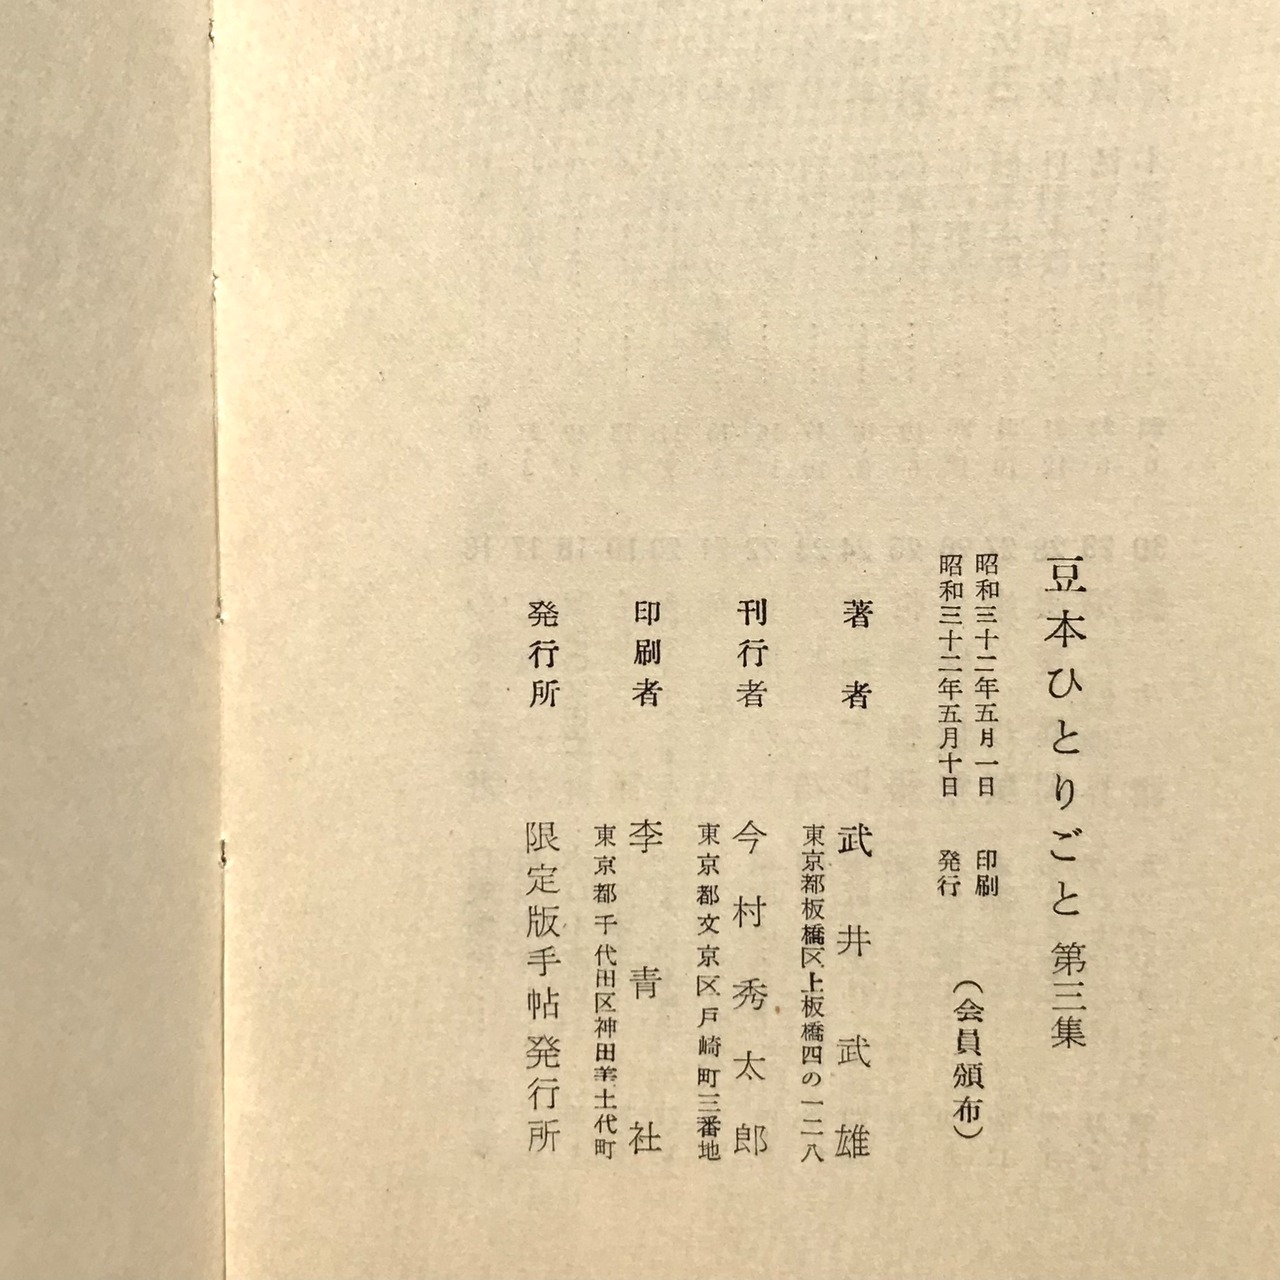 豆本ひとりごと 第三集
昭和三十二年五月一日 印刷
昭和三十二年五月十日 発行
（会員頒布）
著者 武井武雄
東京都板橋区上板橋四の一二八
刊行者 今村秀太郎
東京都文京区戸崎町三番地
印刷者 李青社
東京都千代田区神田美土代町
発行所 限定版手帖発行所